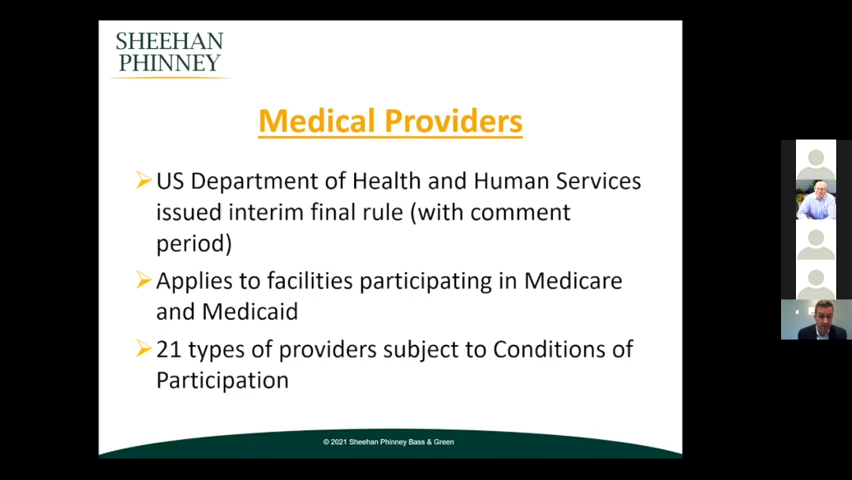 SHEEHAN
PHINNEY
Medical Providers
US Department of Health and Human Services
issued interim final rule (with comment
period)
Applies to facilities participating in Medicare
and Medicaid
21 types of providers subject to Conditions of
Participation
© 2021 Sheehan Phinney Bass & Green